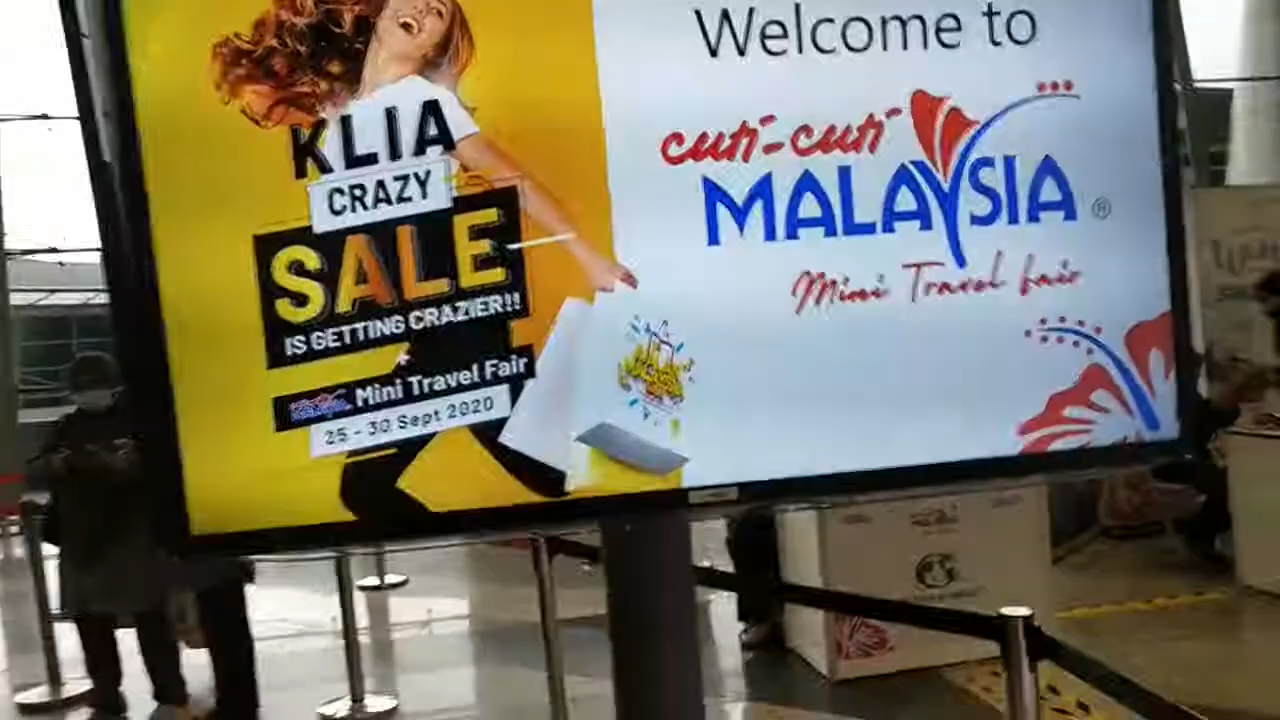 KLIA
CRAZY
SALE
IS GETTING CRAZIER!!
Mini Travel Fair
25 - 30 Sept 2020
Welcome to
cuti-cuti
MALAYSIA ®
Mini Travel fair